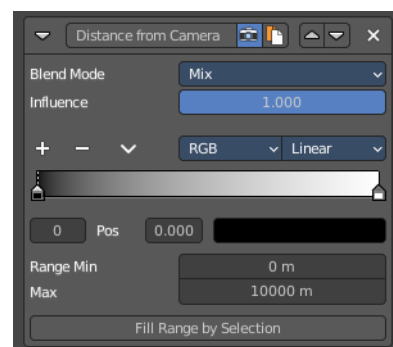 Distance from Camera
Blend Mode Mix
Influence 1.000
RGB Linear
0 Pos 0.000
Range Min 0 m
Max 10000 m
Fill Range by Selection